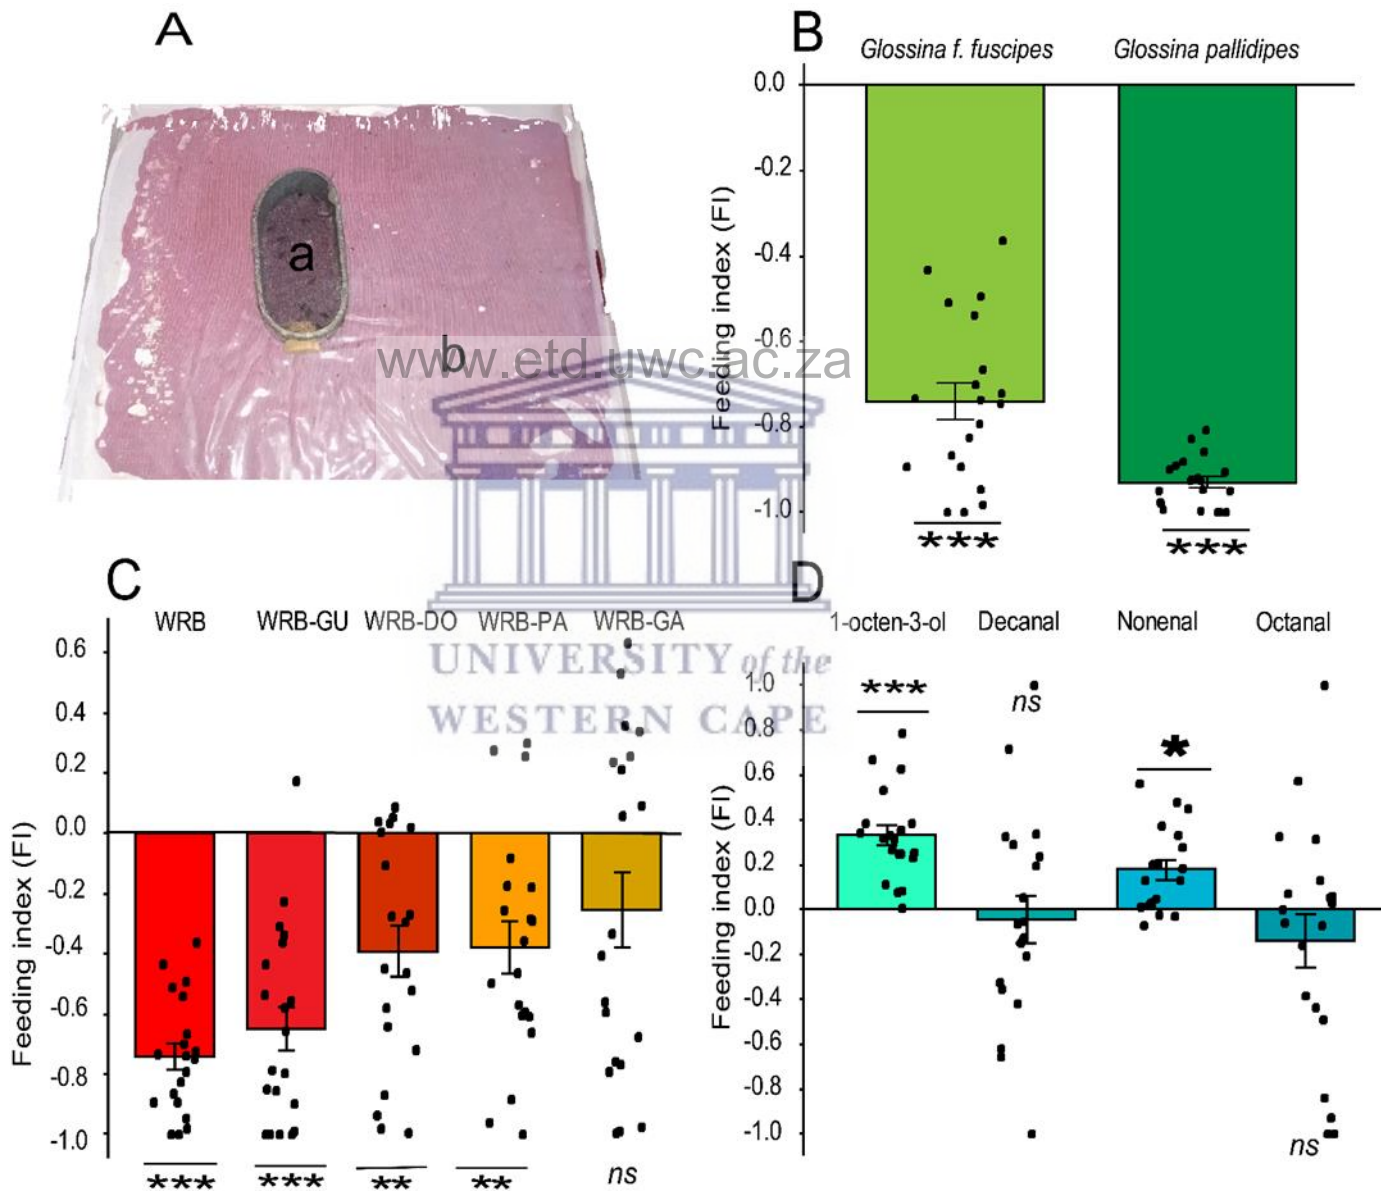 A
a
b
www.etd.uwc.ac.za
UNIVERSITY of the
WESTERN CAPE
B
Glossina f. fuscipes
Glossina pallidipes
Feeding index (FI)
0.0
-0.2
-0.4
-0.6
-0.8
-1.0
***
***
C
WRB
WRB-GU
WRB-DO
WRB-PA
WRB-GA
Feeding index (FI)
0.6
0.4
0.2
0.0
-0.2
-0.4
-0.6
-0.8
-1.0
***
***
**
**
ns
D
1-octen-3-ol
Decanal
Nonenal
Octanal
Feeding index (FI)
1.0
0.8
0.6
0.4
0.2
0.0
-0.2
-0.4
-0.6
-0.8
-1.0
***
ns
*
ns